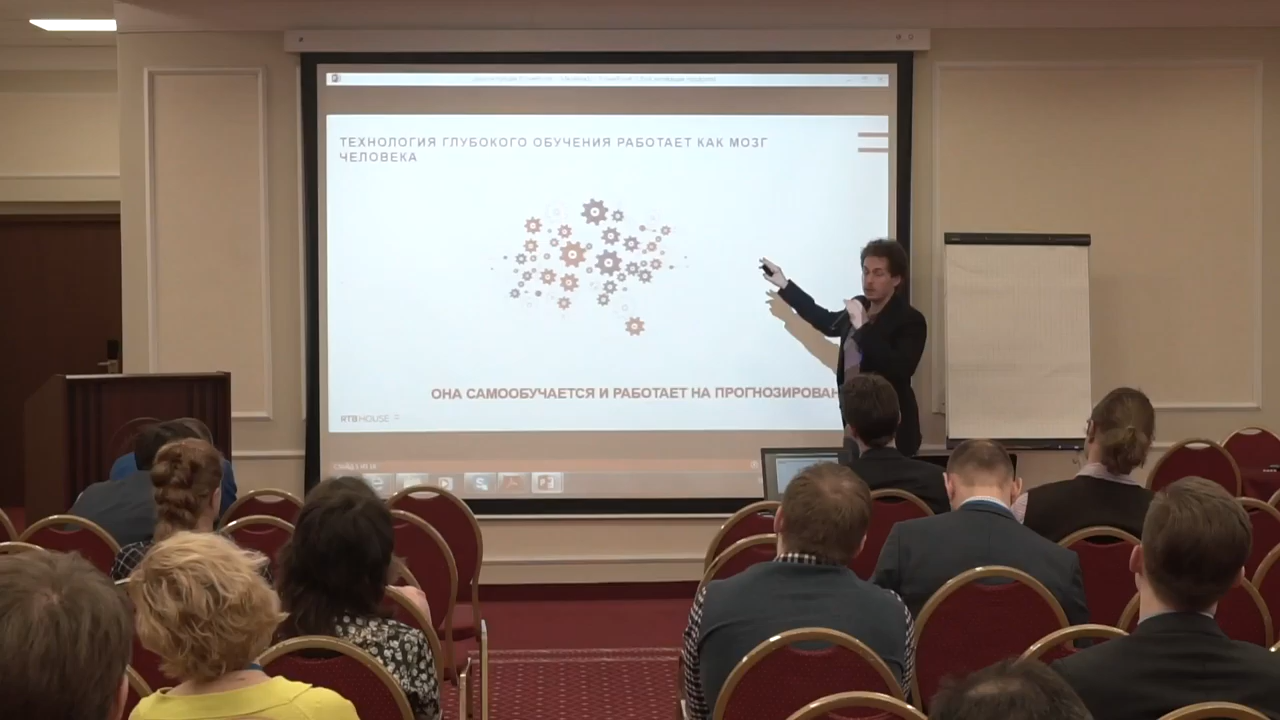 ТЕХНОЛОГИЯ ГЛУБОКОГО ОБУЧЕНИЯ РАБОТАЕТ КАК МОЗГ
ЧЕЛОВЕКА
ОНА САМООБУЧАЕТСЯ И РАБОТАЕТ НА ПРОГНОЗИРОВАН
RTB HOUSE